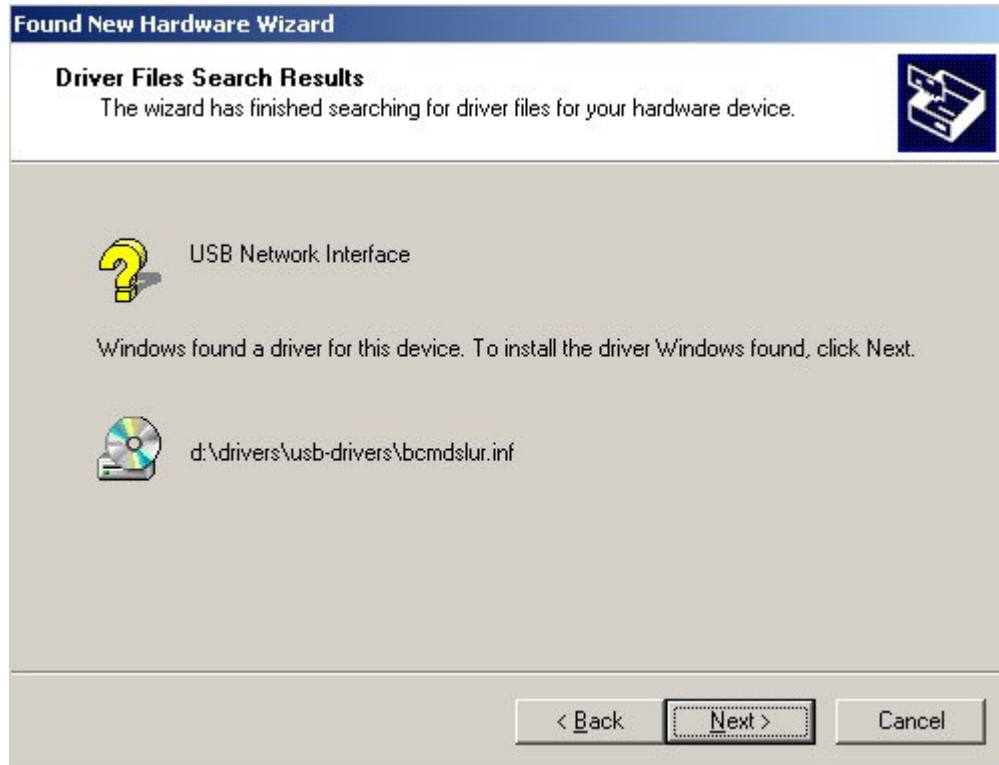 Found New Hardware Wizard
Driver Files Search Results
The wizard has finished searching for driver files for your hardware device.
USB Network Interface
Windows found a driver for this device. To install the driver Windows found, click Next.
d:\drivers\usb-drivers\bcmdslur.inf
< Back Next > Cancel